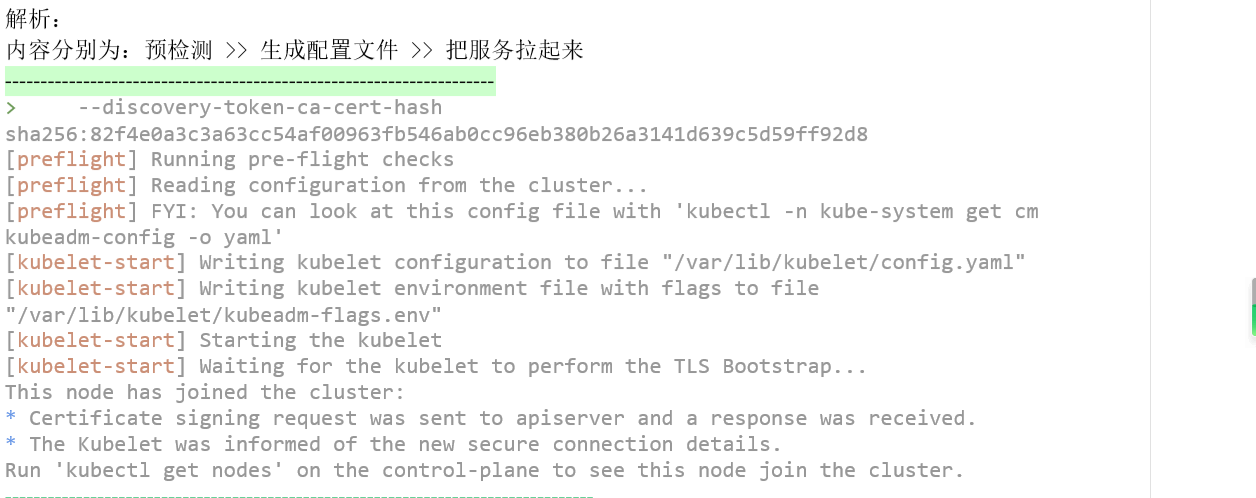 解析：
内容分别为：预检测 >> 生成配置文件 >> 把服务拉起来
----------------------------------------------------------------------
>     --discovery-token-ca-cert-hash
sha256:82f4e0a3c3a63cc54af00963fb546ab0cc96eb380b26a3141d639c5d59ff92d8
[preflight] Running pre-flight checks
[preflight] Reading configuration from the cluster...
[preflight] FYI: You can look at this config file with 'kubectl -n kube-system get cm
kubeadm-config -o yaml'
[kubelet-start] Writing kubelet configuration to file "/var/lib/kubelet/config.yaml"
[kubelet-start] Writing kubelet environment file with flags to file
"/var/lib/kubelet/kubeadm-flags.env"
[kubelet-start] Starting the kubelet
[kubelet-start] Waiting for the kubelet to perform the TLS Bootstrap...
This node has joined the cluster:
* Certificate signing request was sent to apiserver and a response was received.
* The Kubelet was informed of the new secure connection details.
Run 'kubectl get nodes' on the control-plane to see this node join the cluster.
------------------------------------------------------------------------------------